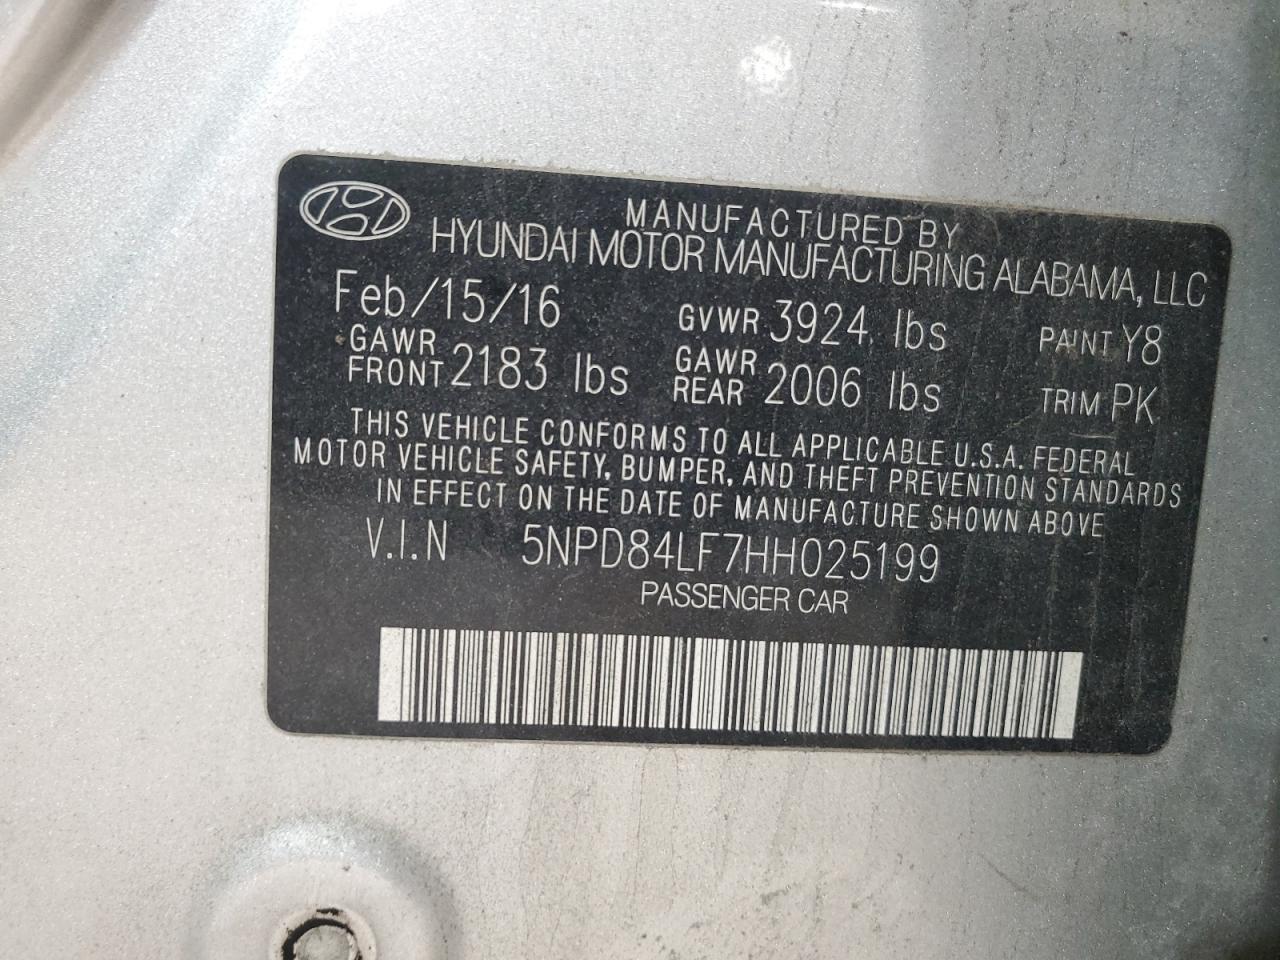 MANUFACTURED BY
HYUNDAI MOTOR MANUFACTURING ALABAMA, LLC
Feb/15/16 GVWR 3924 lbs PAINT Y8
GAWR FRONT 2183 lbs GAWR REAR 2006 lbs TRIM PK
THIS VEHICLE CONFORMS TO ALL APPLICABLE U.S.A. FEDERAL
MOTOR VEHICLE SAFETY, BUMPER, AND THEFT PREVENTION STANDARDS
IN EFFECT ON THE DATE OF MANUFACTURE SHOWN ABOVE
V.I.N 5NPD84LF7HH025199
PASSENGER CAR